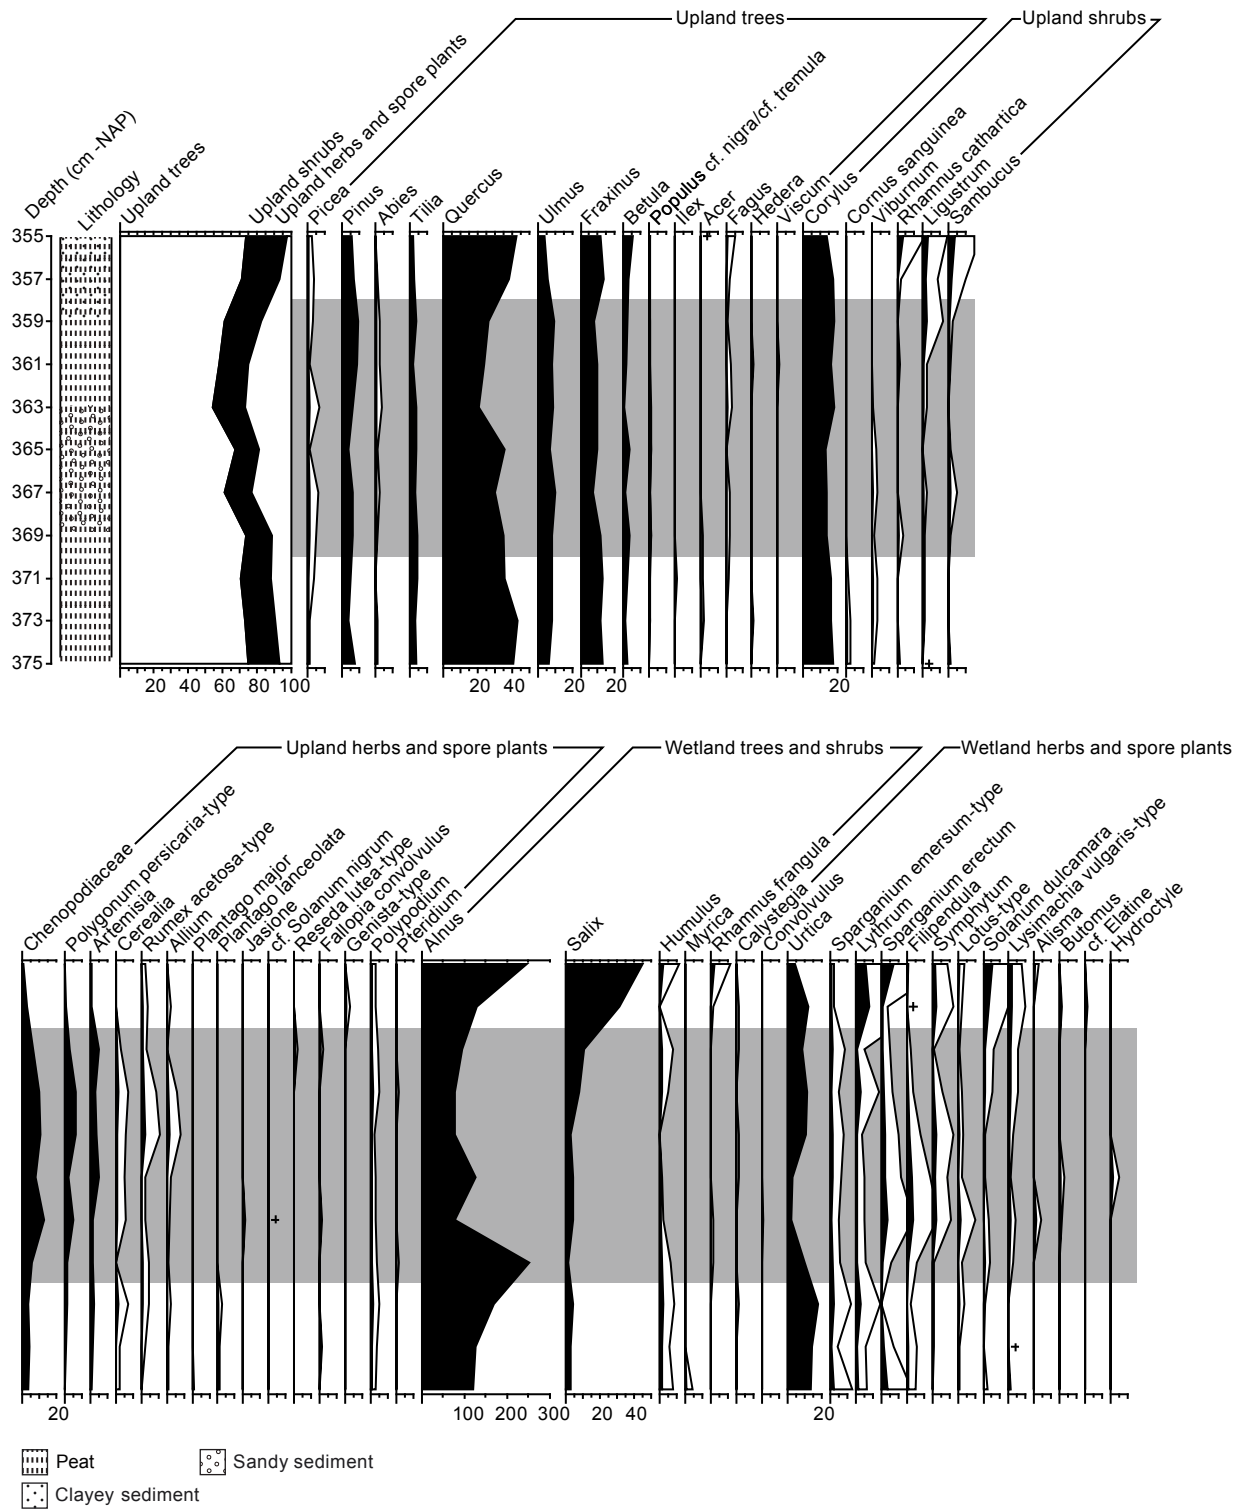 Upland trees
Upland shrubs
Depth (cm -NAP)
Lithology
Upland trees
Upland shrubs
Upland herbs and spore plants
Picea
Pinus
Abies
Tilia
Quercus
Ulmus
Fraxinus
Betula
Populus cf. nigra/cf. tremula
Ilex
Acer
Fagus
Hedera
Viscum
Corylus
Cornus sanguinea
Viburnum
Rhamnus cathartica
Ligustrum
Sambucus
355
357
359
361
363
365
367
369
371
373
375
20 40 60 80 100 20 40 20 20 20
Upland herbs and spore plants
Wetland trees and shrubs
Wetland herbs and spore plants
Chenopodiaceae
Polygonum persicaria-type
Artemisia
Cerealia
Rumex acetosa-type
Allium
Plantago major
Plantago lanceolata
Jasione
cf. Solanum nigrum
Reseda lutea-type
Fallopia convolvulus
Genista-type
Polypodium
Pteridium
Alnus
Salix
Humulus
Myrica
Rhamnus frangula
Calystegia
Convolvulus
Urtica
Sparganium emersum-type
Lythrum
Sparganium erectum
Filipendula
Symphytum
Lotus-type
Solanum dulcamara
Lysimachia vulgaris-type
Alisma
Butomus
cf. Elatine
Hydroctyle
20 100 200 300 20 40 20
Peat
Sandy sediment
Clayey sediment